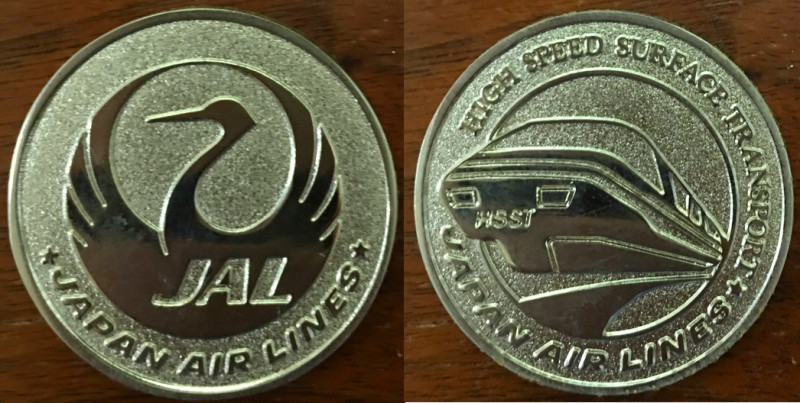 JAL
★ JAPAN AIR LINES ★
HIGH SPEED SURFACE TRANSPORT
HSST
JAPAN AIR LINES ★